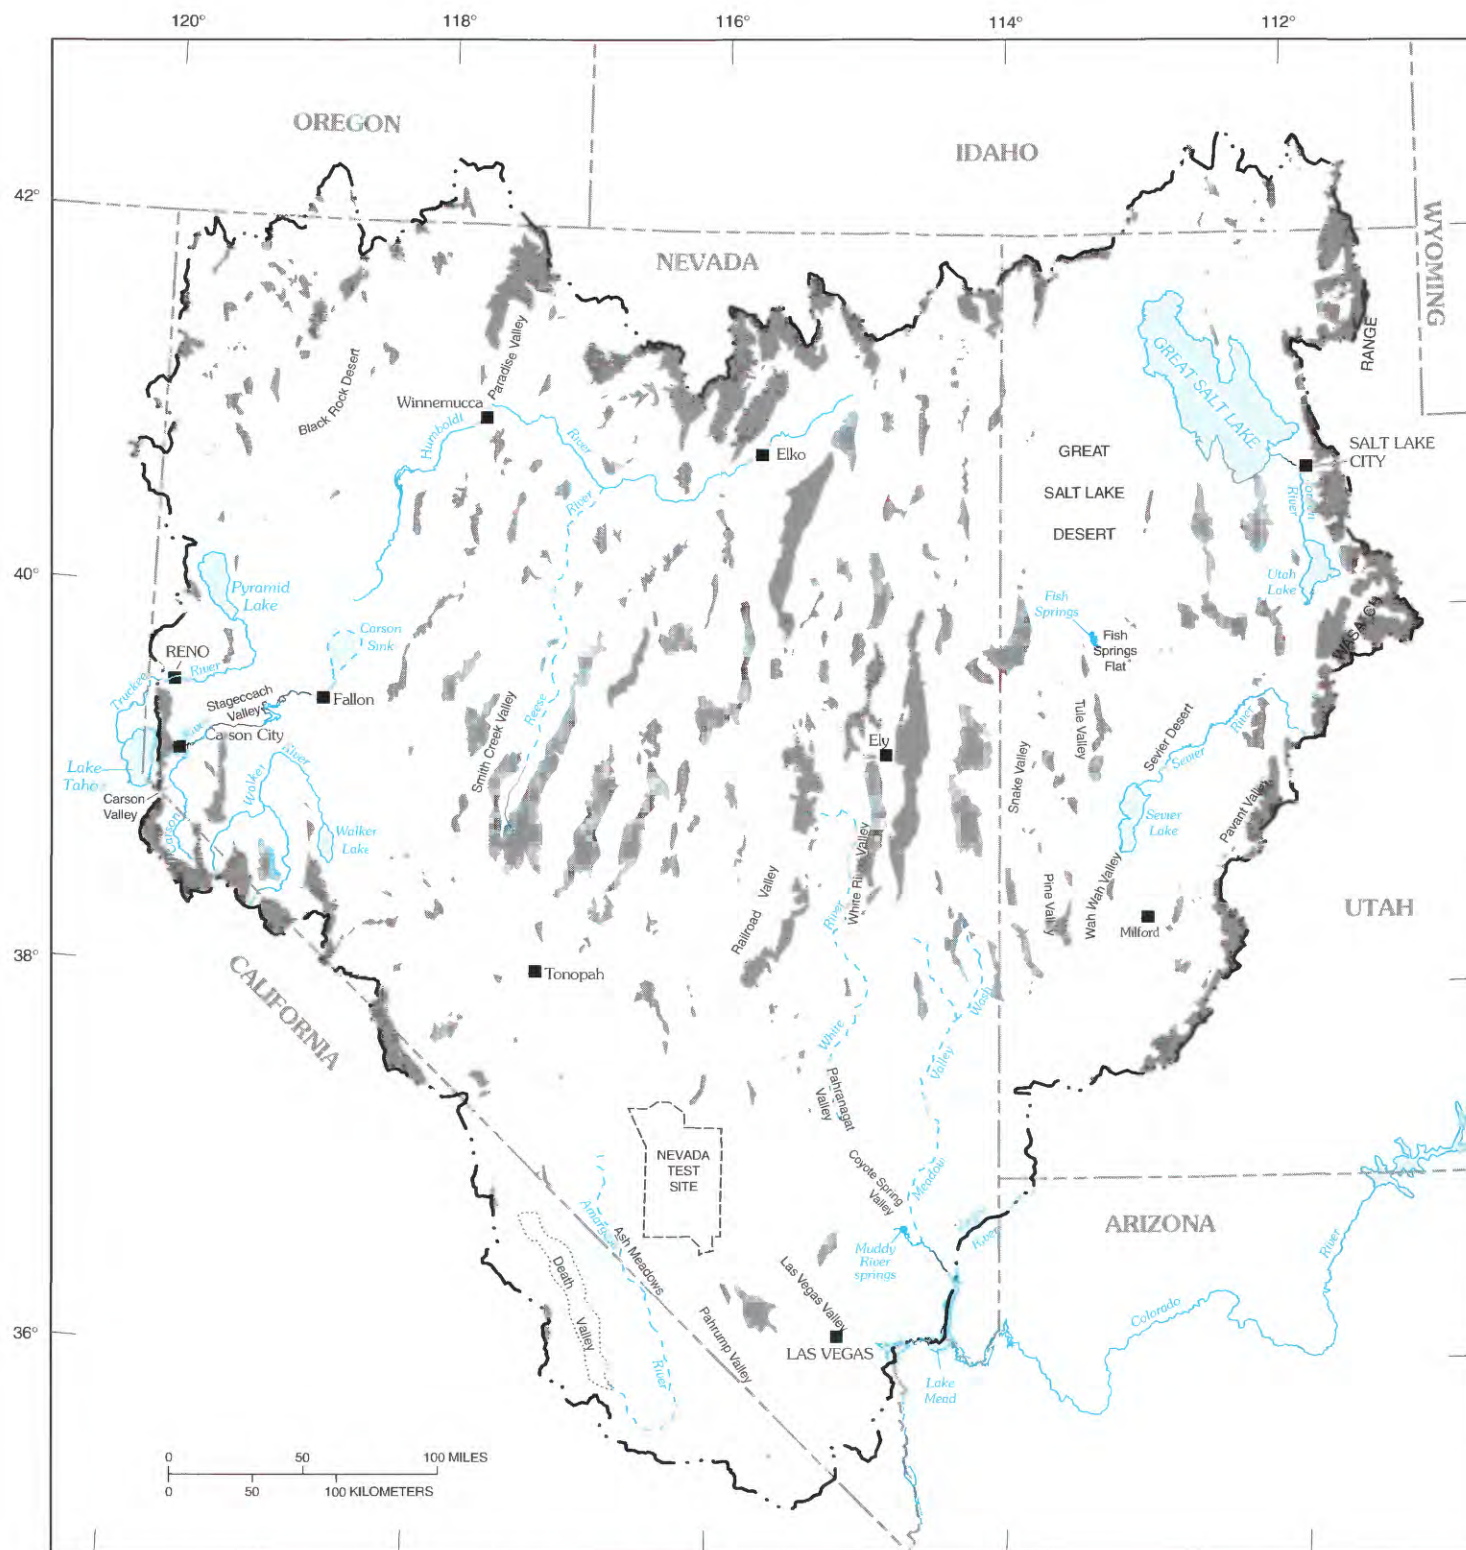 120°
118°
116°
114°
112°
OREGON
IDAHO
42°
WYOMING
NEVADA
RANGE
GREAT SALT LAKE
Paradise Valley
Black Rock Desert
Winnemucca
Humboldt
River
Elko
River
GREAT
SALT LAKE
DESERT
SALT LAKE
CITY
Jordan
River
40°
Pyramid
Lake
Utah
Lake
Fish
Springs
Carson
Sink
Fish
Springs
Flat
WASATCH
RENO
River
Truckee
Stagecoach
Valley
Fallon
Carson City
River
Reese
Smith Creek Valley
Ely
Snake Valley
Tule Valley
Sevier Desert
Sevier
River
Lake
Taho
Walker
River
Carson
Valley
Carson
Walker
Lake
Sevier
Lake
Pavant Valley
White River Valley
Railroad Valley
River
Pine Valley
Wah Wah Valley
Milford
UTAH
38°
Tonopah
CALIFORNIA
White
Wash
Valley
Pahranagat
Valley
NEVADA
TEST
SITE
Coyote Spring
Valley
Meadow
ARIZONA
Amargosa
Ash Meadows
Muddy
River
springs
River
River
Death
Valley
Las Vegas Valley
Colorado
36°
Pahrump Valley
LAS VEGAS
River
Lake
Mead
0 50 100 MILES
0 50 100 KILOMETERS